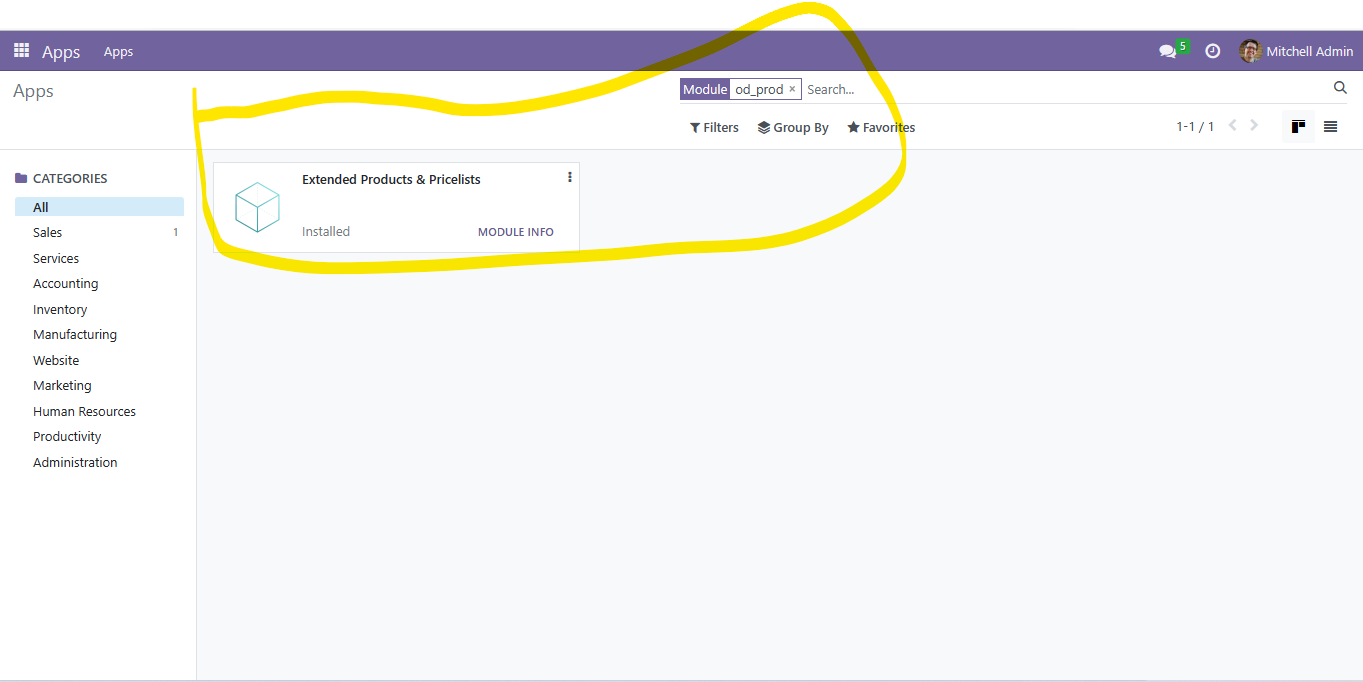 Apps Apps 5 Mitchell Admin
Apps
Module od_prod × Search...
Filters Group By Favorites 1-1 / 1
CATEGORIES
All
Sales 1
Services
Accounting
Inventory
Manufacturing
Website
Marketing
Human Resources
Productivity
Administration
Extended Products & Pricelists
Installed MODULE INFO